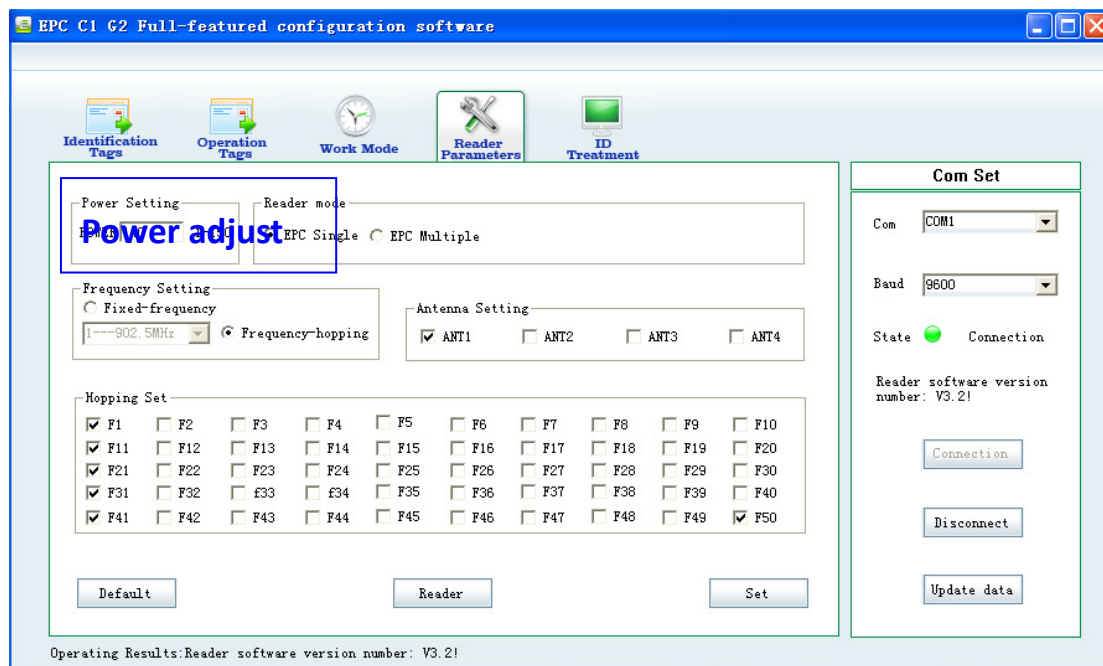 EPC C1 G2 Full-featured configuration software
Identification Tags
Operation Tags
Work Mode
Reader Parameters
ID Treatment
Power Setting
Reader mode
Power adjust
EPC Single
EPC Multiple
Frequency Setting
Fixed-frequency
1---902.5MHz
Frequency-hopping
Antenna Setting
ANT1 ANT2 ANT3 ANT4
Hopping Set
F1 F2 F3 F4 F5 F6 F7 F8 F9 F10
F11 F12 F13 F14 F15 F16 F17 F18 F19 F20
F21 F22 F23 F24 F25 F26 F27 F28 F29 F30
F31 F32 f33 f34 F35 F36 F37 F38 F39 F40
F41 F42 F43 F44 F45 F46 F47 F48 F49 F50
Default
Reader
Set
Com Set
Com COM1
Baud 9600
State Connection
Reader software version
number: V3.2!
Connection
Disconnect
Update data
Operating Results:Reader software version number: V3.2!